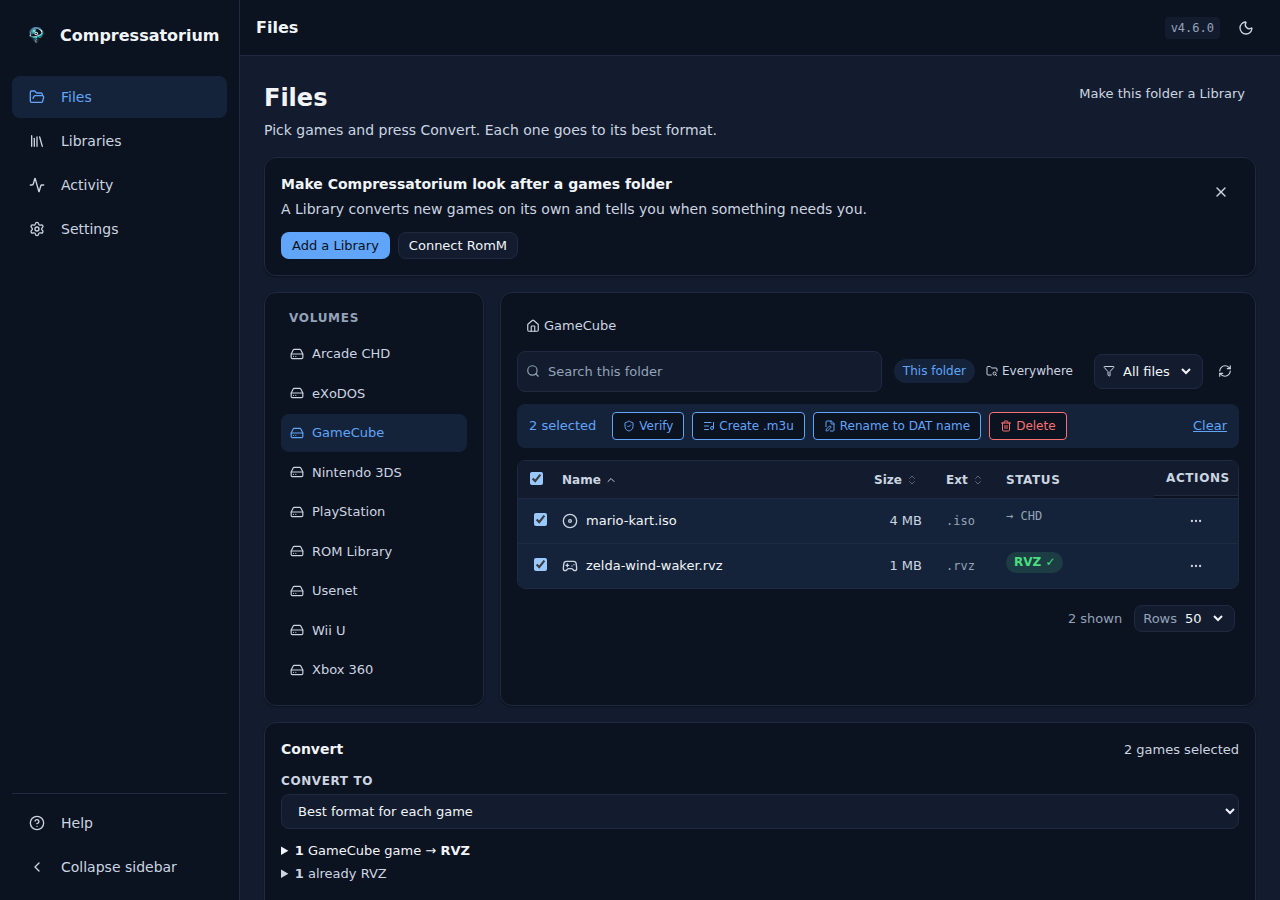 Compressatorium
Files
v4.6.0
Files
Libraries
Activity
Settings
Help
Collapse sidebar
Files
Make this folder a Library
Pick games and press Convert. Each one goes to its best format.
Make Compressatorium look after a games folder
A Library converts new games on its own and tells you when something needs you.
Add a Library
Connect RomM
VOLUMES
Arcade CHD
eXoDOS
GameCube
Nintendo 3DS
PlayStation
ROM Library
Usenet
Wii U
Xbox 360
GameCube
Search this folder
This folder
Everywhere
All files
2 selected
Verify
Create .m3u
Rename to DAT name
Delete
Clear
Name
Size
Ext
STATUS
ACTIONS
mario-kart.iso
4 MB
.iso
→ CHD
zelda-wind-waker.rvz
1 MB
.rvz
RVZ ✓
2 shown
Rows 50
Convert
2 games selected
CONVERT TO
Best format for each game
1 GameCube game → RVZ
1 already RVZ